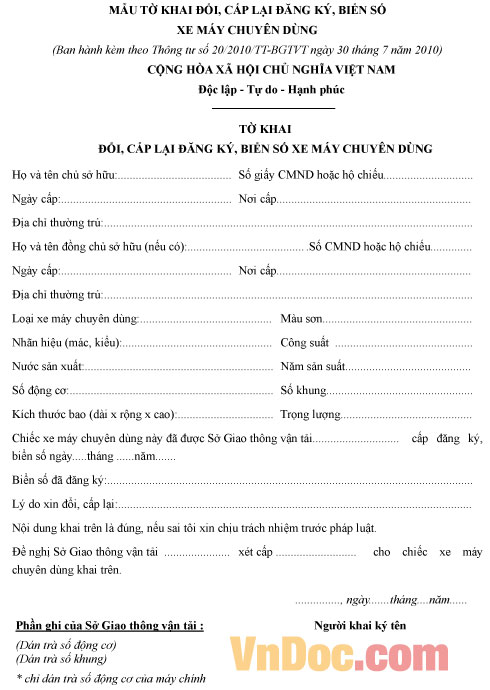 MẪU TỜ KHAI ĐỔI, CẤP LẠI ĐĂNG KÝ, BIỂN SỐ
XE MÁY CHUYÊN DÙNG
(Ban hành kèm theo Thông tư số 20/2010/TT-BGTVT ngày 30 tháng 7 năm 2010)
CỘNG HÒA XÃ HỘI CHỦ NGHĨA VIỆT NAM
Độc lập - Tự do - Hạnh phúc
TỜ KHAI
ĐỔI, CẤP LẠI ĐĂNG KÝ, BIỂN SỐ XE MÁY CHUYÊN DÙNG
Họ và tên chủ sở hữu:...................................... Số giấy CMND hoặc hộ chiếu..............................
Ngày cấp:......................................................... Nơi cấp...............................................................
Địa chỉ thường trú:..........................................................................................................................
Họ và tên đồng chủ sở hữu (nếu có):....................................... Số CMND hoặc hộ chiếu..............
Ngày cấp:......................................................... Nơi cấp...............................................................
Địa chỉ thường trú:..........................................................................................................................
Loại xe máy chuyên dùng:............................................ Màu sơn..................................................
Nhãn hiệu (mác, kiểu):................................................. Công suất ..............................................
Nước sản xuất:............................................................. Năm sản xuất..........................................
Số động cơ:.................................................................. Số khung................................................
Kích thước bao (dài x rộng x cao):................................ Trọng lượng............................................
Chiếc xe máy chuyên dùng này đã được Sở Giao thông vận tải............................. cấp đăng ký,
biển số ngày.....tháng ......năm.......
Biển số đã đăng ký:.........................................................................................................................
Lý do xin đổi, cấp lại:......................................................................................................................
Nội dung khai trên là đúng, nếu sai tôi xin chịu trách nhiệm trước pháp luật.
Đề nghị Sở Giao thông vận tải ...................... xét cấp ........................... cho chiếc xe máy
chuyên dùng khai trên.
..............., ngày.......tháng....năm......
Phần ghi của Sở Giao thông vận tải : Người khai ký tên
(Dán trà số động cơ)
(Dán trà số khung)
* chỉ dán trà số động cơ của máy chính
VnDoc.com